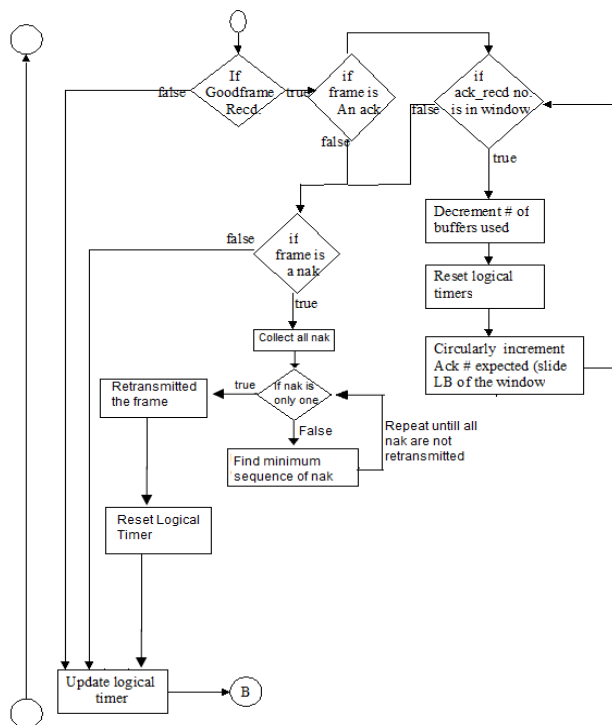 If
Goodframe
Recd.
false
true
if
frame is
An ack
false
if
ack_recd no.
is in window
false
true
Decrement # of
buffers used
Reset logical
timers
Circularly increment
Ack # expected (slide
LB of the window
if
frame is
a nak
false
true
Collect all nak
If nak is
only one
true
False
Retransmitted
the frame
Find minimum
sequence of nak
Repeat untill all
nak are not
retransmitted
Reset Logical
Timer
Update logical
timer
B